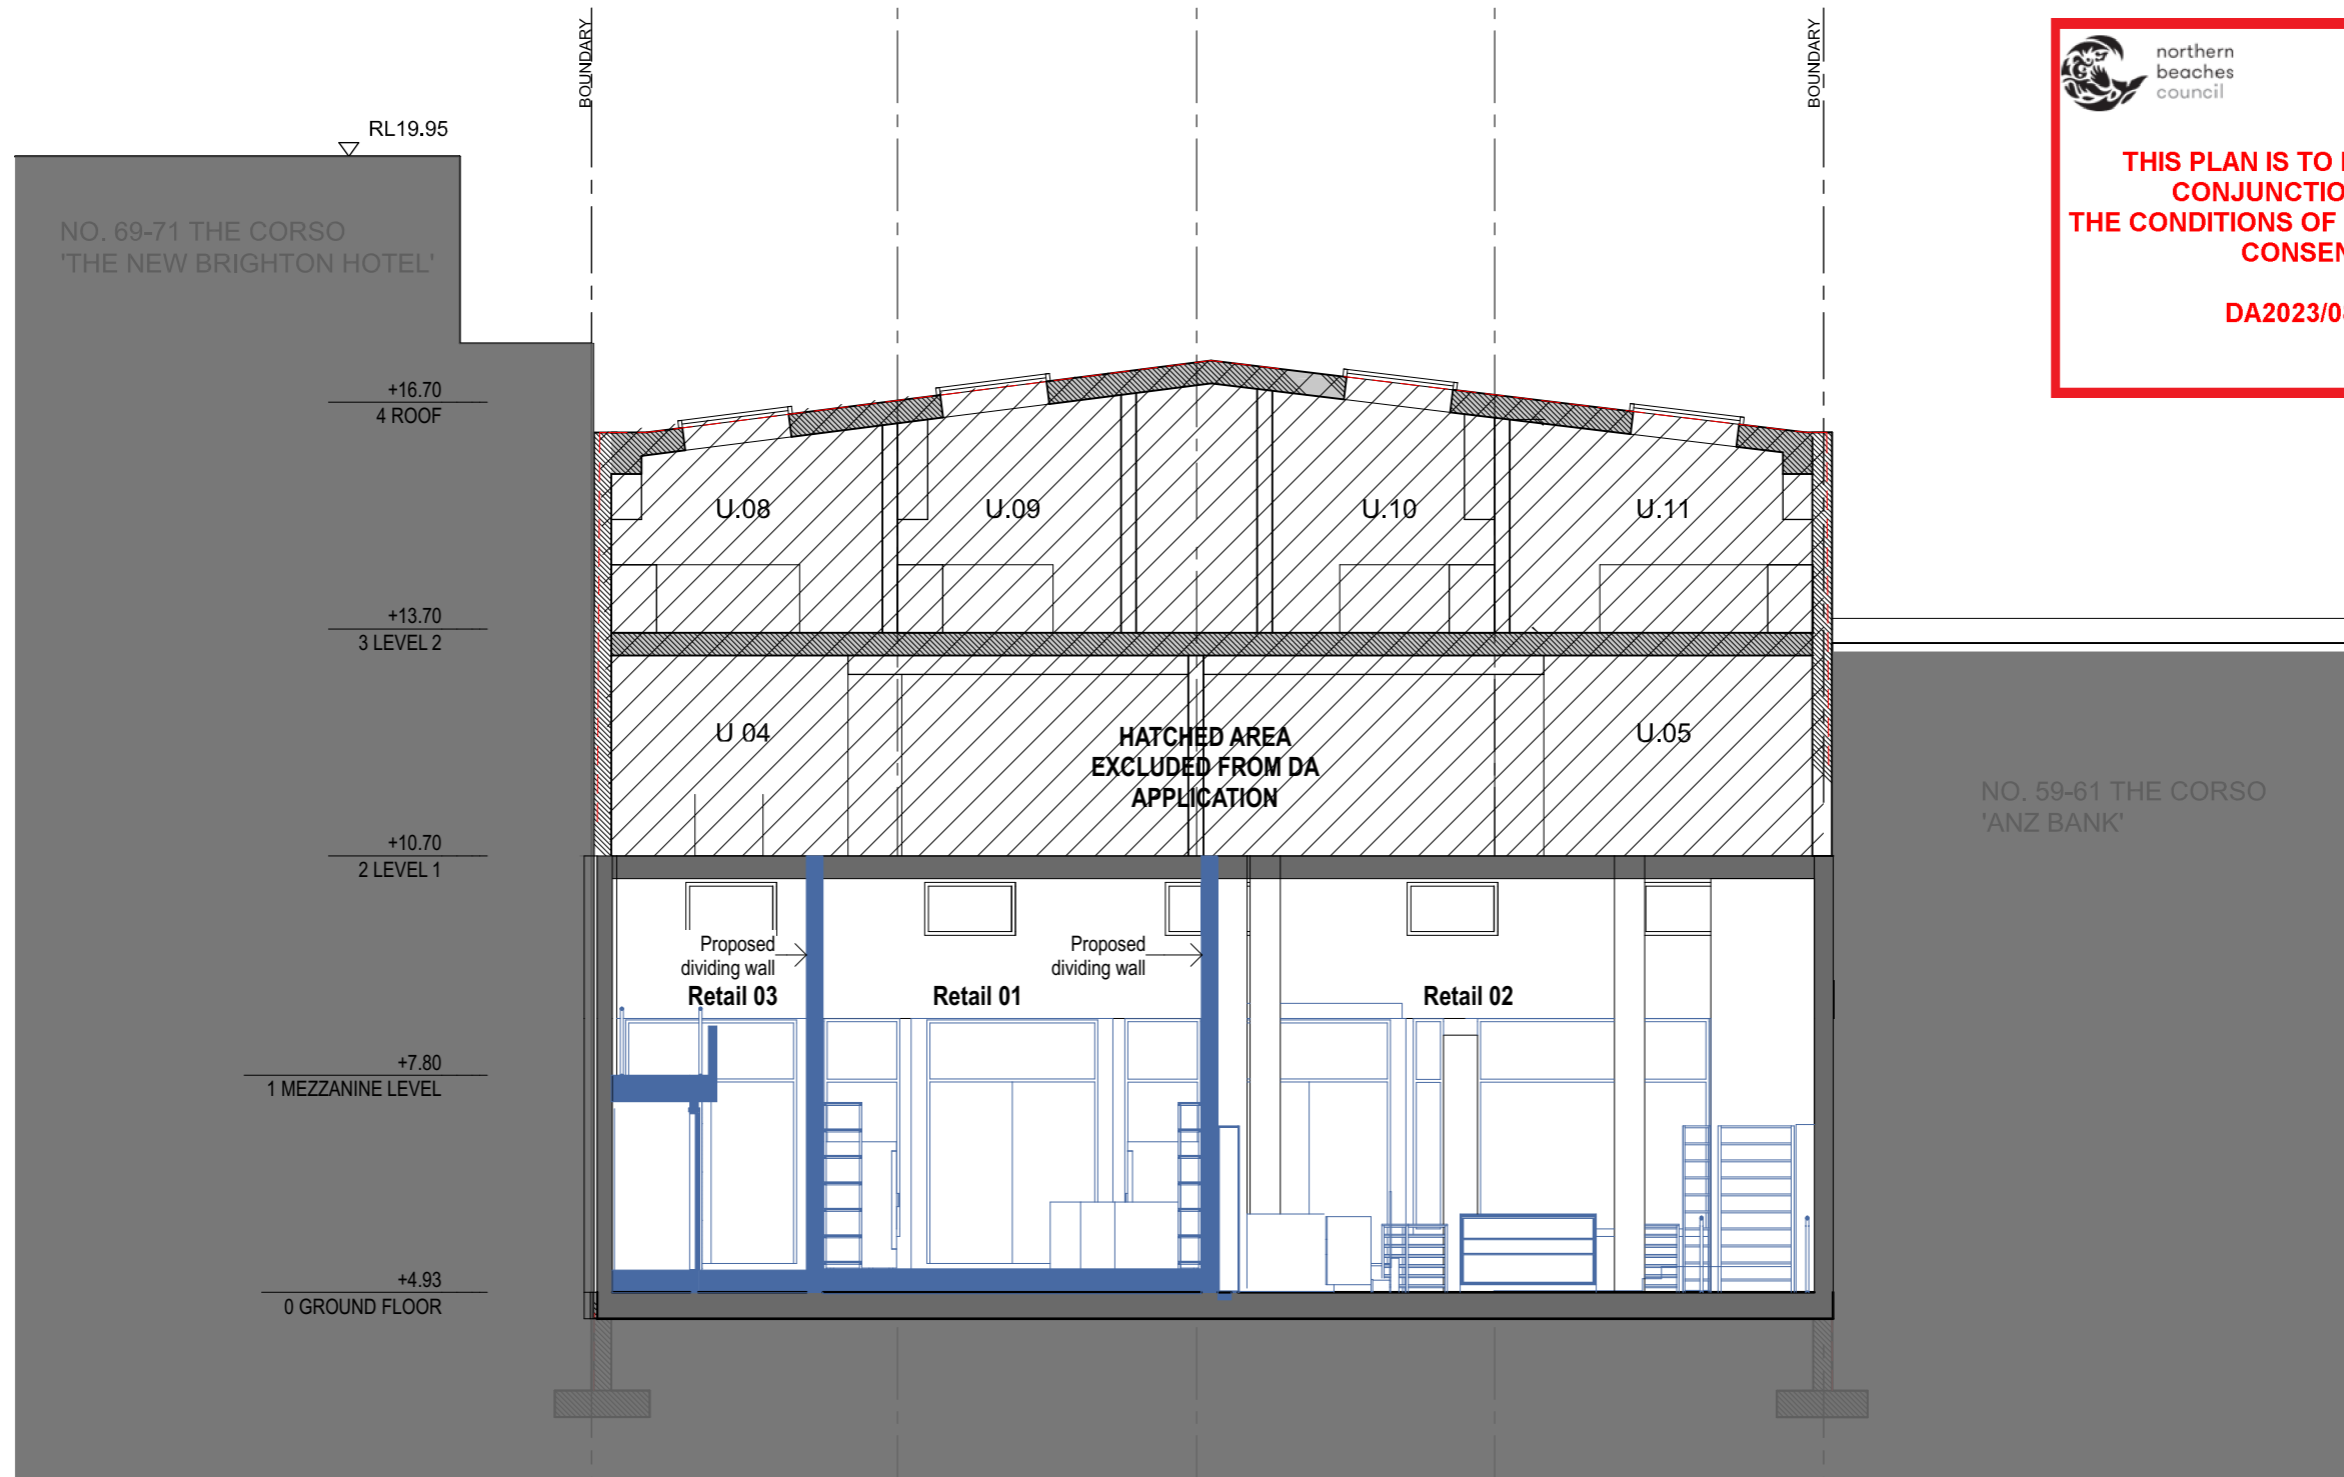 BOUNDARY
BOUNDARY
northern
beaches
council
THIS PLAN IS TO
CONJUNCTIO
THE CONDITIONS OF
CONSEN
DA2023/0
RL19.95
NO. 69-71 THE CORSO
'THE NEW BRIGHTON HOTEL'
+16.70
4 ROOF
U.08
U.09
U.10
U.11
+13.70
3 LEVEL 2
U 04
HATCHED AREA
EXCLUDED FROM DA
APPLICATION
U.05
NO. 59-61 THE CORSO
'ANZ BANK'
+10.70
2 LEVEL 1
Proposed
dividing wall
Proposed
dividing wall
Retail 03
Retail 01
Retail 02
+7.80
1 MEZZANINE LEVEL
+4.93
0 GROUND FLOOR